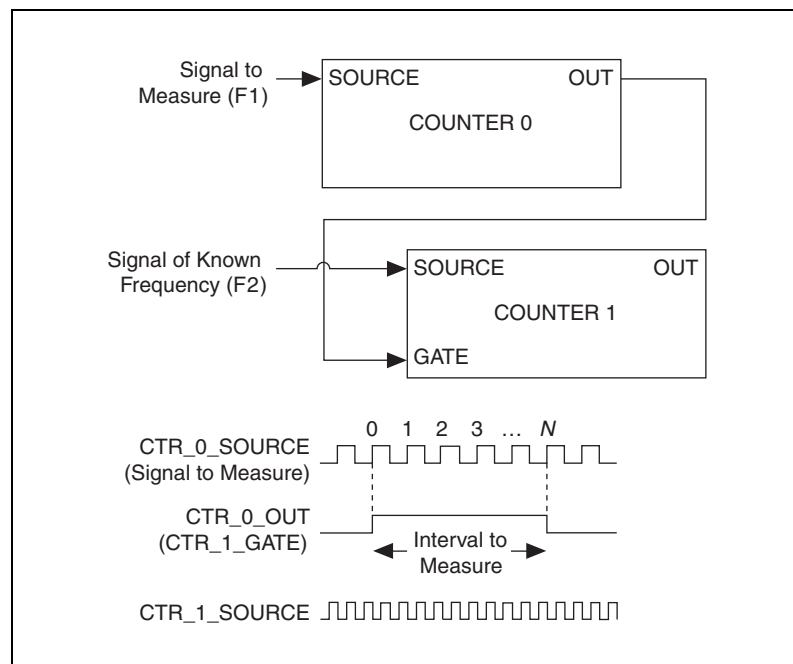 Signal to
Measure (F1)
SOURCE OUT
COUNTER 0
Signal of Known
Frequency (F2)
SOURCE OUT
COUNTER 1
GATE
0 1 2 3 … N
CTR_0_SOURCE
(Signal to Measure)
CTR_0_OUT
(CTR_1_GATE)
Interval to
Measure
CTR_1_SOURCE